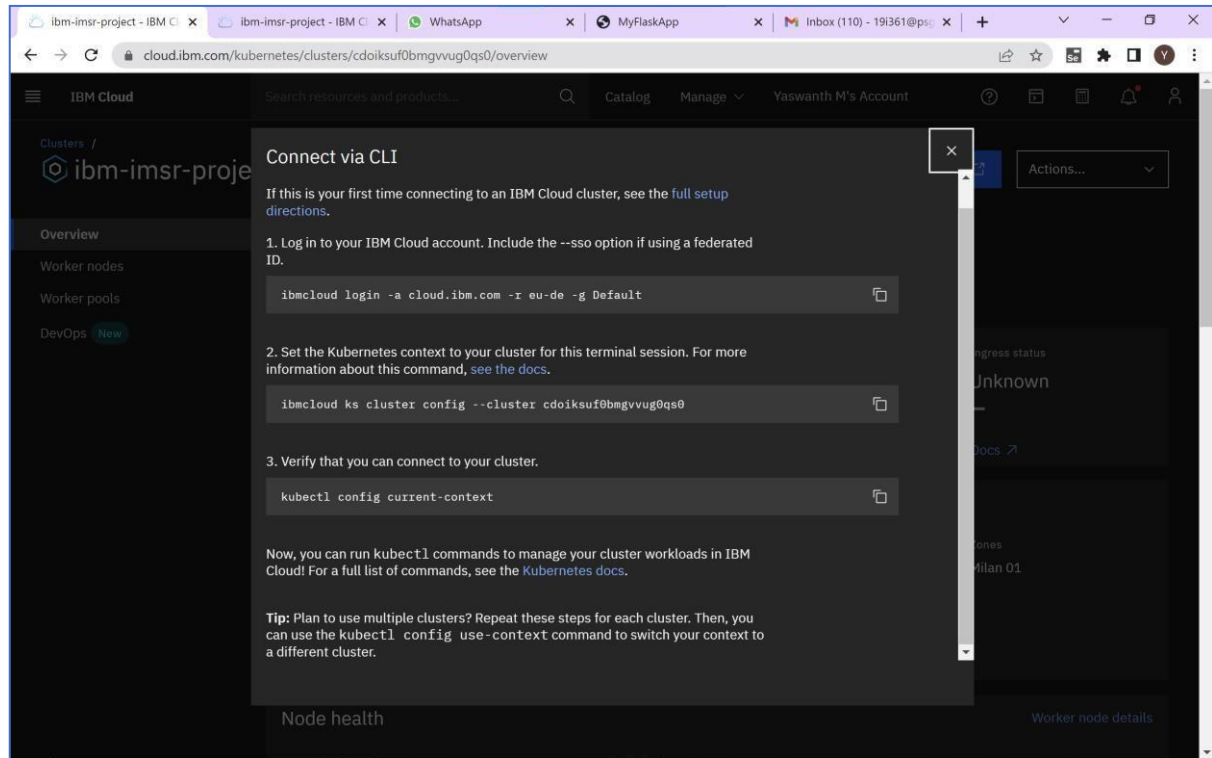 ibm-imsr-project - IBM Cl
ibm-imsr-project - IBM Cl
WhatsApp
MyFlaskApp
Inbox (110) - 19i361@psg
cloud.ibm.com/kubernetes/clusters/cdoiksuf0bmgvvug0qs0/overview
Se
Y
IBM Cloud
Search resources and products...
Catalog
Manage
Yaswanth M's Account
Clusters /
ibm-imsr-proje
Actions...
Overview
Worker nodes
Worker pools
DevOps New
Connect via CLI
If this is your first time connecting to an IBM Cloud cluster, see the full setup
directions.
1. Log in to your IBM Cloud account. Include the --sso option if using a federated
ID.
ibmcloud login -a cloud.ibm.com -r eu-de -g Default
2. Set the Kubernetes context to your cluster for this terminal session. For more
information about this command, see the docs.
ibmcloud ks cluster config --cluster cdoiksuf0bmgvvug0qs0
3. Verify that you can connect to your cluster.
kubectl config current-context
Now, you can run kubectl commands to manage your cluster workloads in IBM
Cloud! For a full list of commands, see the Kubernetes docs.
Tip: Plan to use multiple clusters? Repeat these steps for each cluster. Then, you
can use the kubectl config use-context command to switch your context to
a different cluster.
ngress status
Unknown
Docs
Zones
Milan 01
Node health
Worker node details